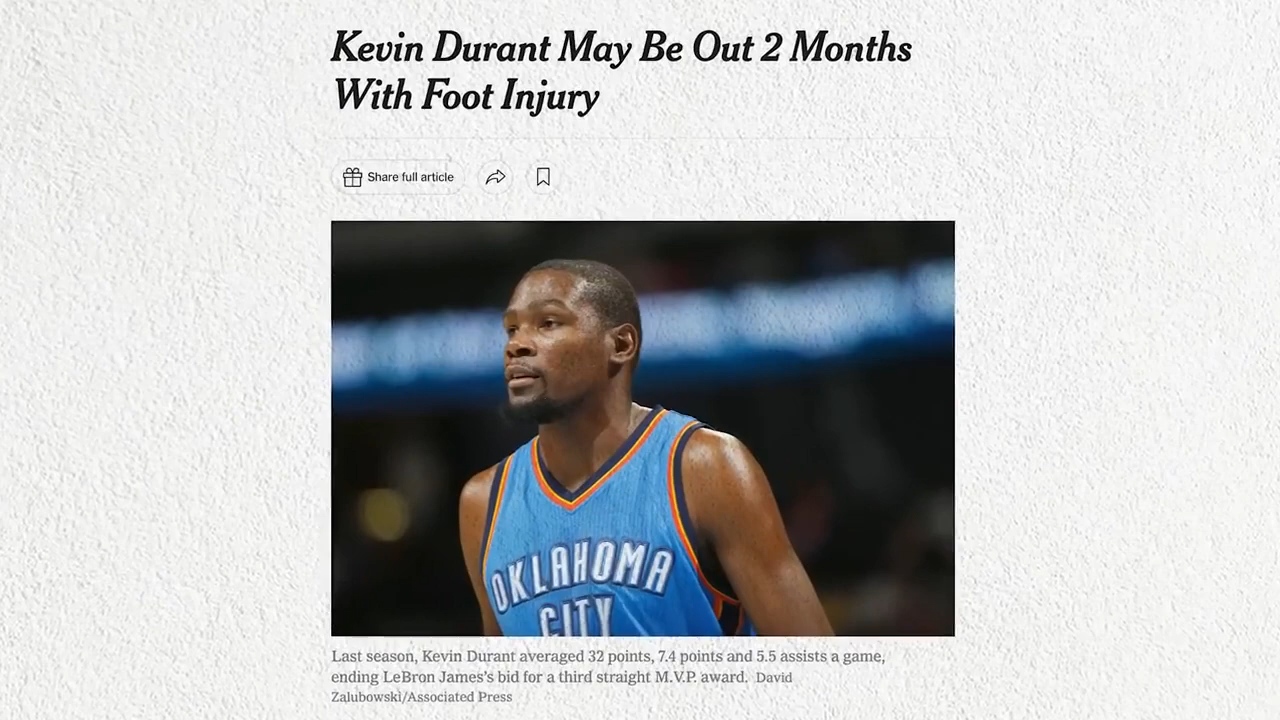 Kevin Durant May Be Out 2 Months
With Foot Injury
Share full article
OKLAHOMA
CITY
Last season, Kevin Durant averaged 32 points, 7.4 points and 5.5 assists a game,
ending LeBron James's bid for a third straight M.V.P. award. David
Zalubowski/Associated Press